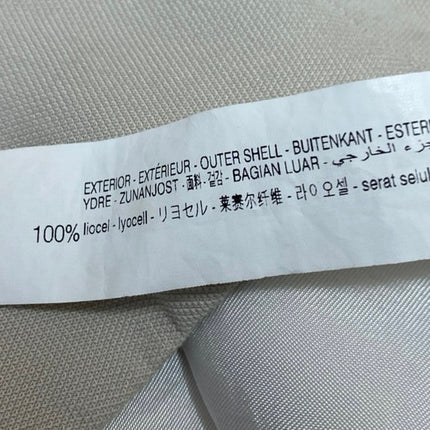 EXTERIOR - EXTÉRIEUR - OUTER SHELL - BUITENKANT - ESTER
YDRE - ZUNANJOST - 面料 - 겉감 - BAGIAN LUAR - جزء الخارجي -
100% liocel - lyocell - リヨセル - 莱赛尔纤维 - 라이오셀 - serat selul